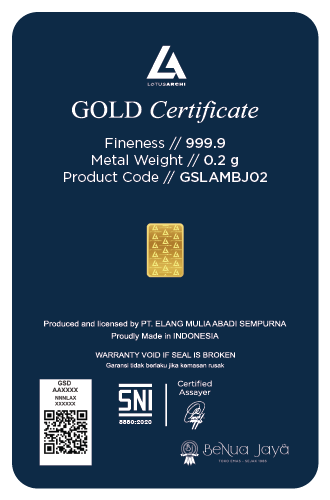 LOTUSARCHI
GOLD Certificate
Fineness // 999.9
Metal Weight // 0.2 g
Product Code // GSLAMBJ02
Produced and licensed by PT. ELANG MULIA ABADI SEMPURNA
Proudly Made in INDONESIA
WARRANTY VOID IF SEAL IS BROKEN
Garansi tidak berlaku jika kemasan rusak
GSD
AAXXXX
NNNLAX
XXXXXX
SNI
8880:2020
Certified
Assayer
BeNua Jaya